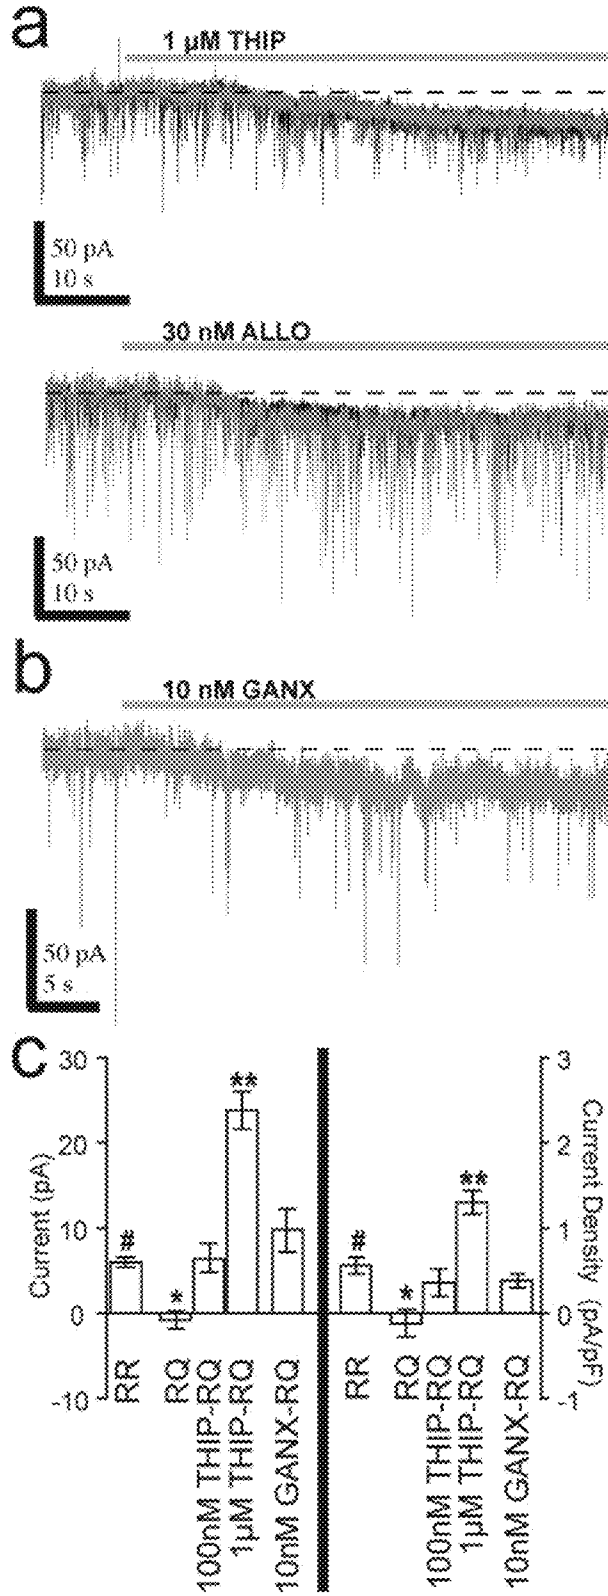 a
1 µM THIP
50 pA
10 s
30 nM ALLO
50 pA
10 s
b
10 nM GANX
50 pA
5 s
c
30
20
10
0
-10
Current (pA)
#
*
**
#
*
**
3
2
1
0
-1
Current Density (pA/pF)
RR
RQ
100nM THIP-RQ
1µM THIP-RQ
10nM GANX-RQ
RR
RQ
100nM THIP-RQ
1µM THIP-RQ
10nM GANX-RQ